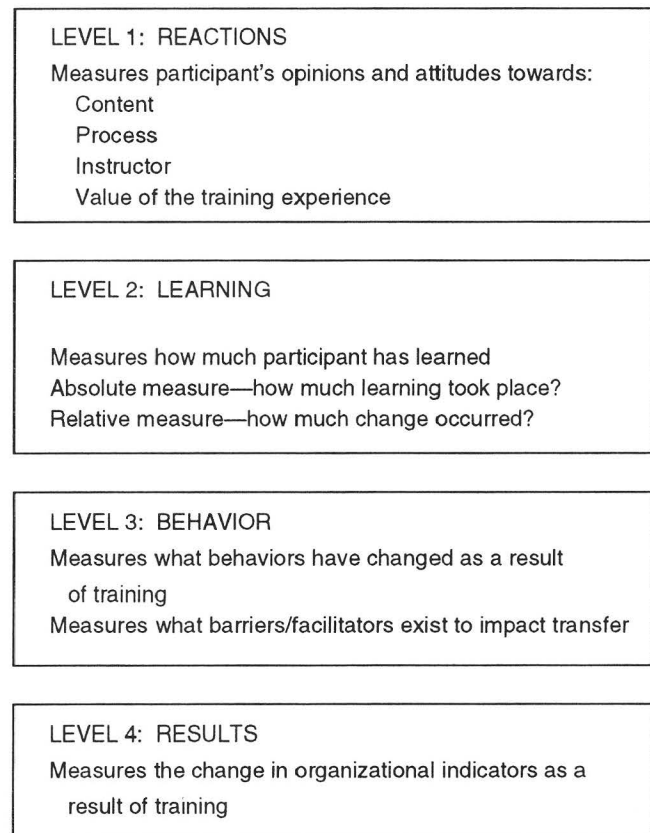 LEVEL 1: REACTIONS
Measures participant's opinions and attitudes towards:
Content
Process
Instructor
Value of the training experience
LEVEL 2: LEARNING
Measures how much participant has learned
Absolute measure—how much learning took place?
Relative measure—how much change occurred?
LEVEL 3: BEHAVIOR
Measures what behaviors have changed as a result
of training
Measures what barriers/facilitators exist to impact transfer
LEVEL 4: RESULTS
Measures the change in organizational indicators as a
result of training